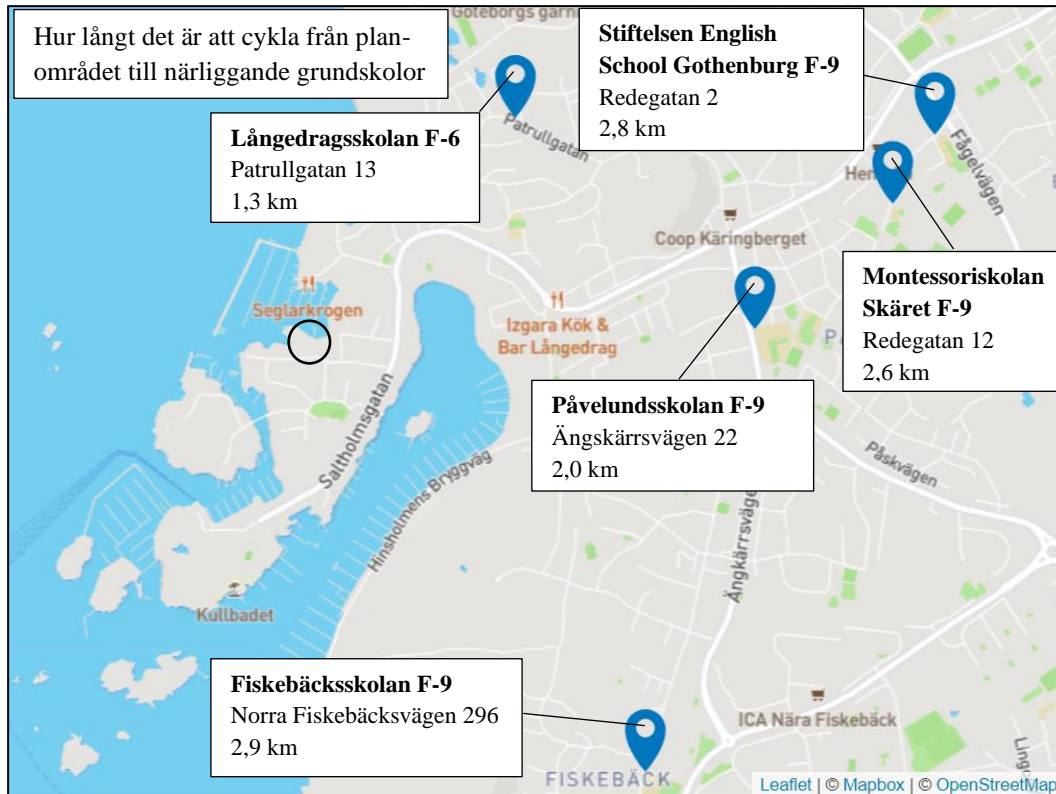 Göteborgs
Hur långt det är att cykla från plan-
området till närliggande grundskolor
Stiftelsen English
School Gothenburg F-9
Redegatan 2
2,8 km
Långedragsskolan F-6
Patrullgatan 13
1,3 km
Patrullgatan
Fågelvägen
Coop Käringberget
Seglarkrogen
Izgara Kök &
Bar Långedrag
Montessoriskolan
Skäret F-9
Redegatan 12
2,6 km
Påvelundsskolan F-9
Ängskärrsvägen 22
2,0 km
Saltholmsgatan
Hinsholmens Bryggväg
Påskvägen
Ängkärrsväge
Kullbadet
Fiskebäcksskolan F-9
Norra Fiskebäcksvägen 296
2,9 km
ICA Nära Fiskebäck
FISKEBÄCK
Leaflet | © Mapbox | © OpenStreetMap